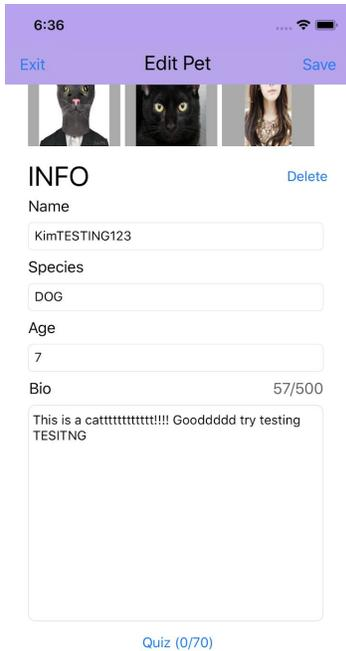 6:36
Exit Edit Pet Save
INFO Delete
Name
KimTESTING123
Species
DOG
Age
7
Bio 57/500
This is a catttttttttttt!!!! Gooddddd try testing
TESITNG
Quiz (0/70)